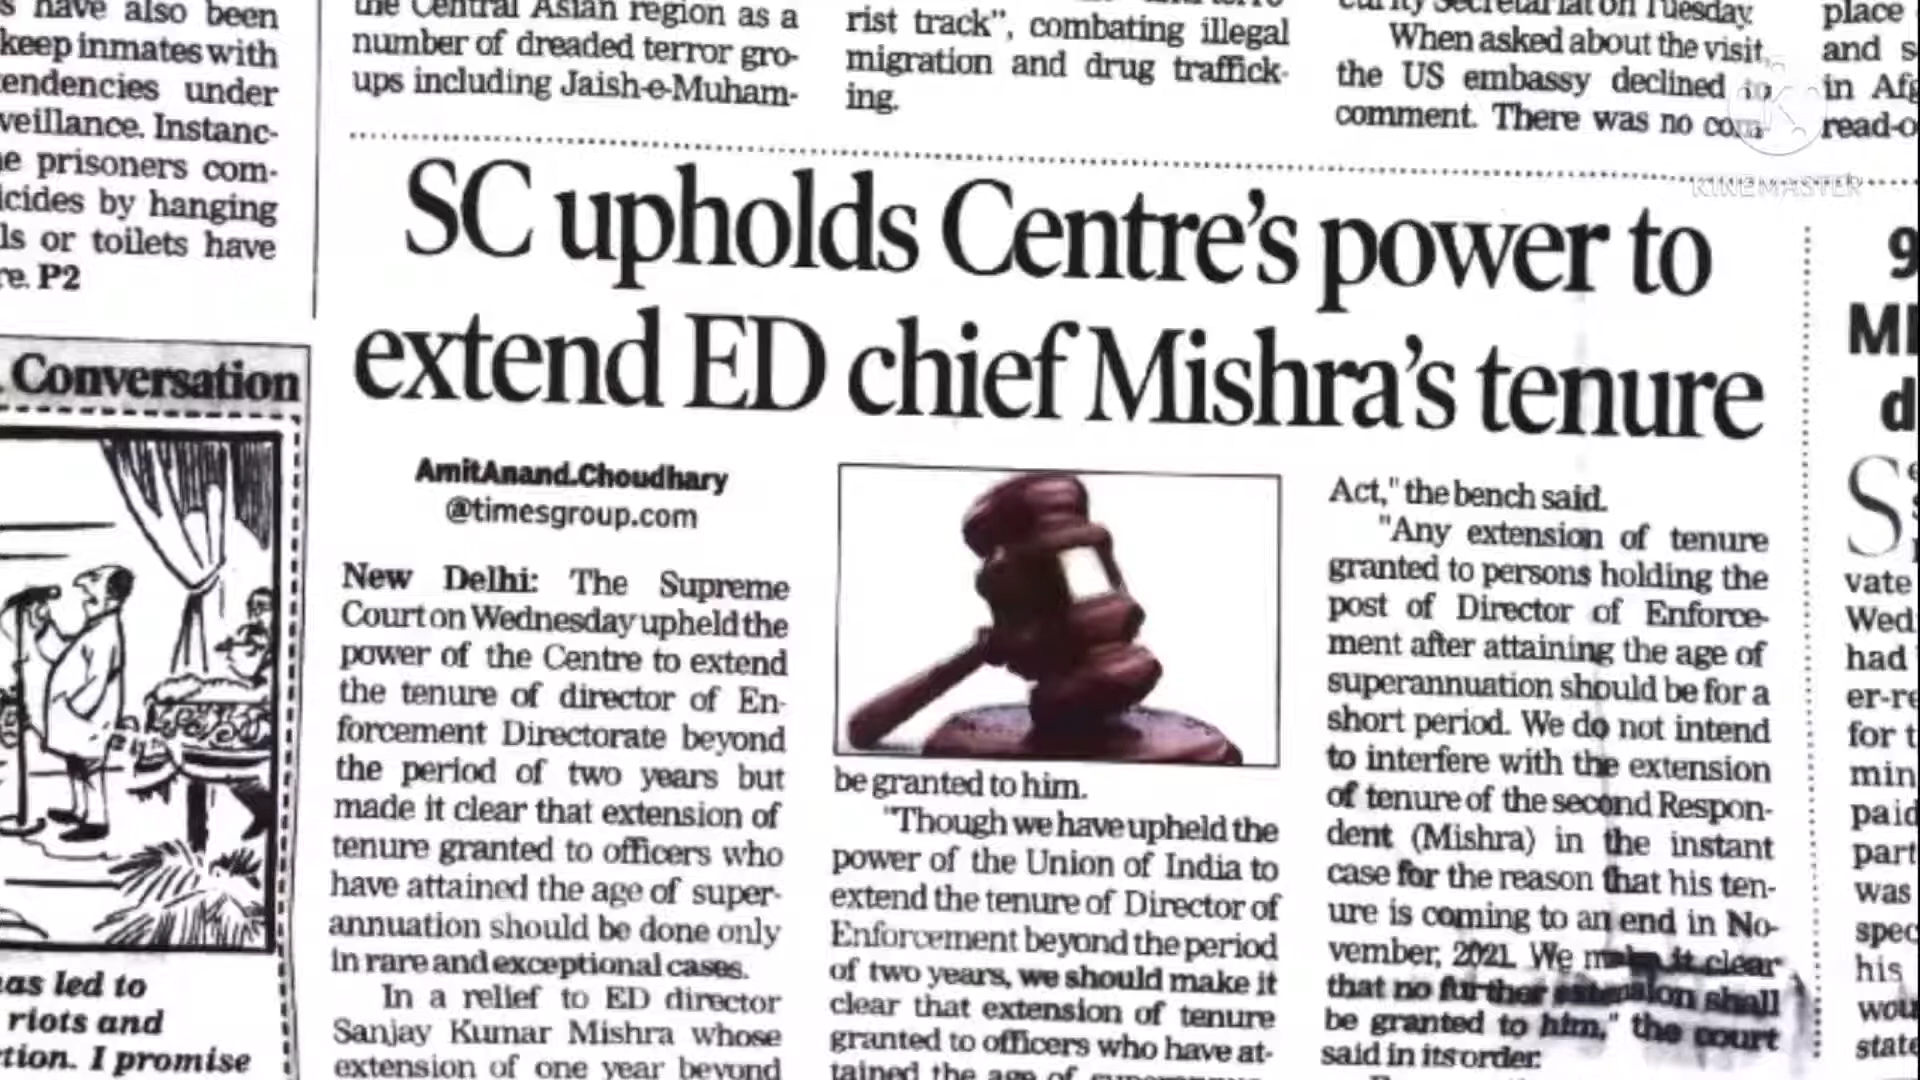 s have also been
keep inmates with
tendencies under
veillance. Instanc-
e prisoners com-
icides by hanging
ls or toilets have
re. P2
Conversation
as led to
riots and
tion. I promise
the Central Asian region as a
number of dreaded terror gro-
ups including Jaish-e-Muham-
rist track", combating illegal
migration and drug traffick-
ing.
curity Secretariat on Tuesday.
When asked about the visit,
the US embassy declined to
comment. There was no com-
place
and s
in Afg
read-o
KINEMASTER
SC upholds Centre's power to
extend ED chief Mishra's tenure
AmitAnand.Choudhary
@timesgroup.com
New Delhi: The Supreme
Court on Wednesday upheld the
power of the Centre to extend
the tenure of director of En-
forcement Directorate beyond
the period of two years but
made it clear that extension of
tenure granted to officers who
have attained the age of super-
annuation should be done only
in rare and exceptional cases.
In a relief to ED director
Sanjay Kumar Mishra whose
extension of one year beyond
be granted to him.
"Though we have upheld the
power of the Union of India to
extend the tenure of Director of
Enforcement beyond the period
of two years, we should make it
clear that extension of tenure
granted to officers who have at-
tained the age of
Act," the bench said.
"Any extension of tenure
granted to persons holding the
post of Director of Enforce-
ment after attaining the age of
superannuation should be for a
short period. We do not intend
to interfere with the extension
of tenure of the second Respon-
dent (Mishra) in the instant
case for the reason that his ten-
ure is coming to an end in No-
vember, 2021. We make it clear
that no further extension shall
be granted to him," the court
said in its order.
9
MI
d
S
vate
Wed
had
er-re
for t
min
paid
part
was
spec
his
wou
state